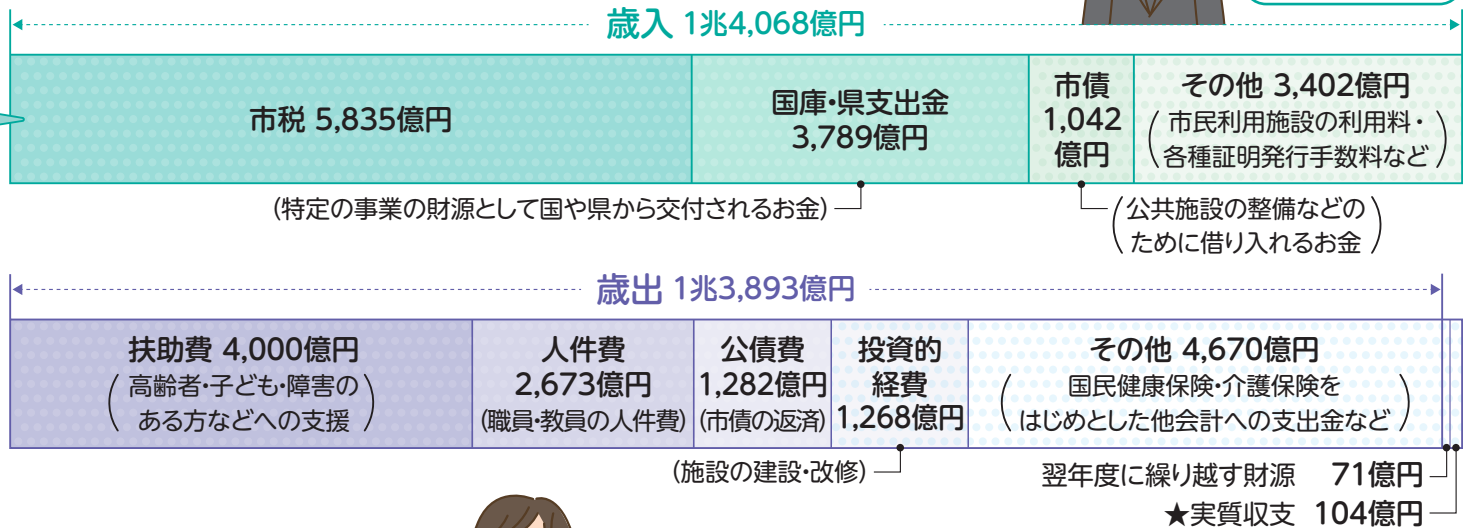 歳入 1兆4,068億円
市税 5,835億円
国庫・県支出金
3,789億円
市債
1,042
億円
その他 3,402億円
(市民利用施設の利用料・
各種証明発行手数料など)
(特定の事業の財源として国や県から交付されるお金)
(公共施設の整備などの
ために借り入れるお金)
歳出 1兆3,893億円
扶助費 4,000億円
(高齢者・子ども・障害の
ある方などへの支援)
人件費
2,673億円
(職員・教員の人件費)
公債費
1,282億円
(市債の返済)
投資的
経費
1,268億円
その他 4,670億円
(国民健康保険・介護保険を
はじめとした他会計への支出金など)
(施設の建設・改修)
翌年度に繰り越す財源 71億円
★実質収支 104億円